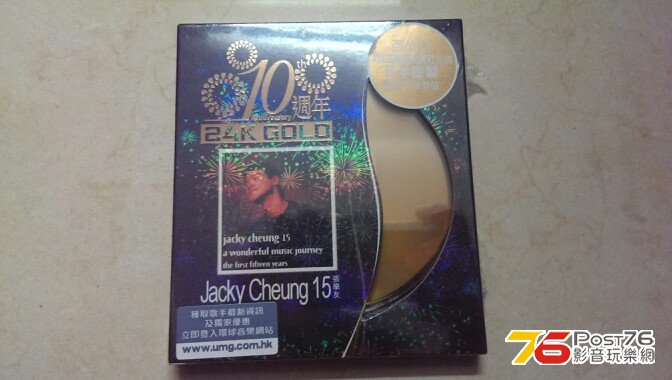 10th
Anniversary
週年
24K GOLD
jacky cheung 15
a wonderful music journey
the first fifteen years
Jacky Cheung 15 張學友
獲取歌手最新資訊
及獨家優惠
立即登入環球音樂網站
www.umg.com.hk
76 Post76
影音玩樂網